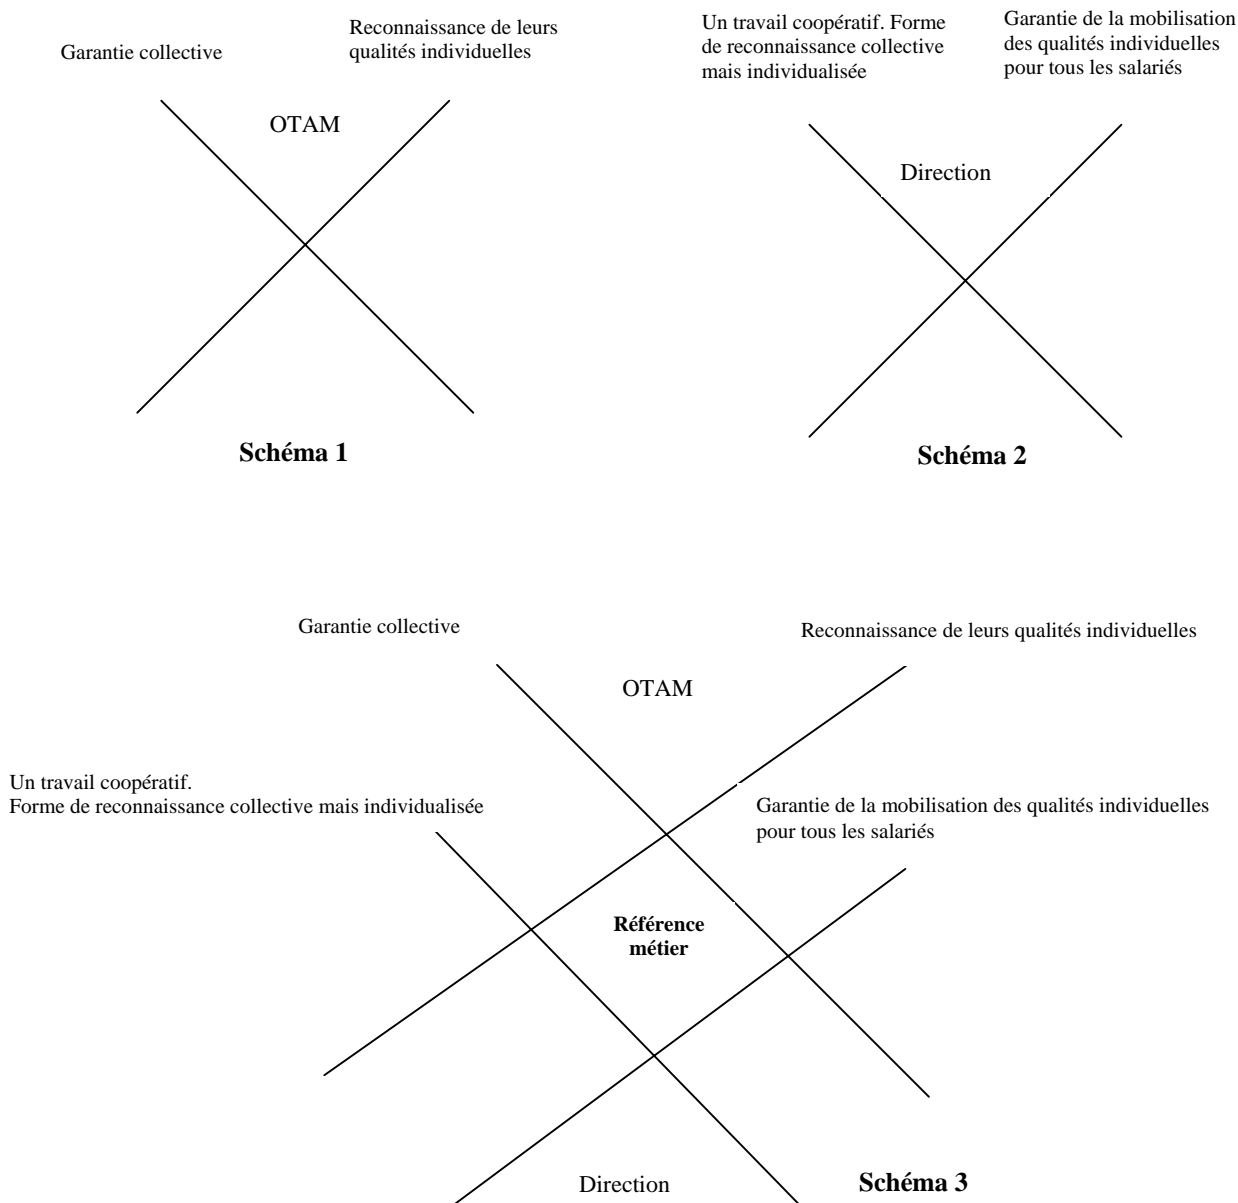 Garantie collective
Reconnaissance de leurs
qualités individuelles
OTAM
Schéma 1
Un travail coopératif. Forme
de reconnaissance collective
mais individualisée
Garantie de la mobilisation
des qualités individuelles
pour tous les salariés
Direction
Schéma 2
Garantie collective
Reconnaissance de leurs qualités individuelles
OTAM
Un travail coopératif.
Forme de reconnaissance collective mais individualisée
Garantie de la mobilisation des qualités individuelles
pour tous les salariés
Référence
métier
Direction
Schéma 3